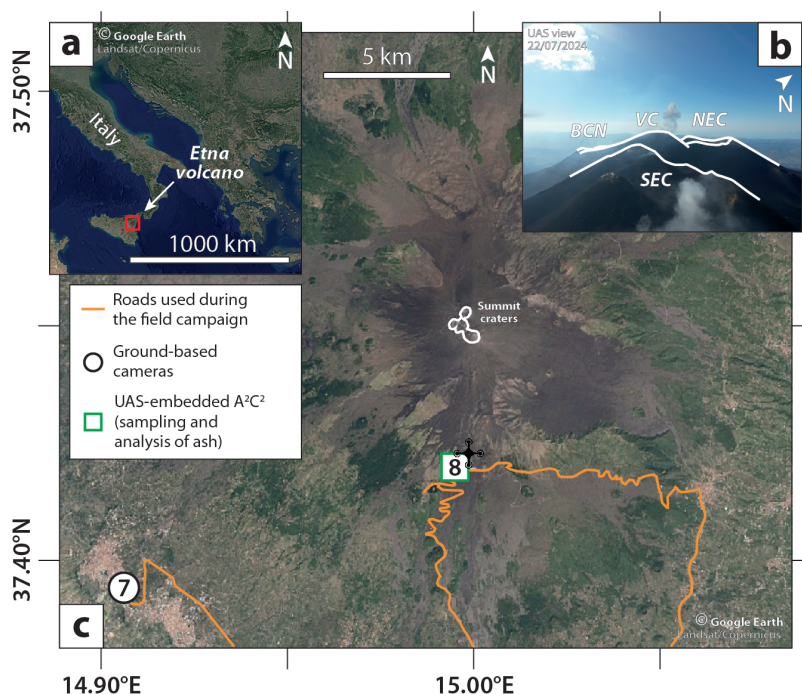 a
© Google Earth
Landsat/Copernicus
N
Italy
Etna
volcano
1000 km
5 km
N
UAS view
22/07/2024
b
N
BCN
VC
NEC
SEC
37.50°N
Roads used during
the field campaign
Ground-based
cameras
UAS-embedded A²C²
(sampling and
analysis of ash)
Summit
craters
8
37.40°N
7
c
© Google Earth
Landsat/Copernicus
14.90°E
15.00°E